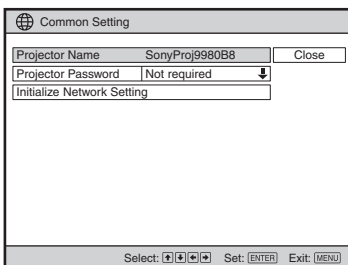 Common Setting
Projector Name SonyProj9980B8 Close
Projector Password Not required
Initialize Network Setting
Select: Set: ENTER Exit: MENU